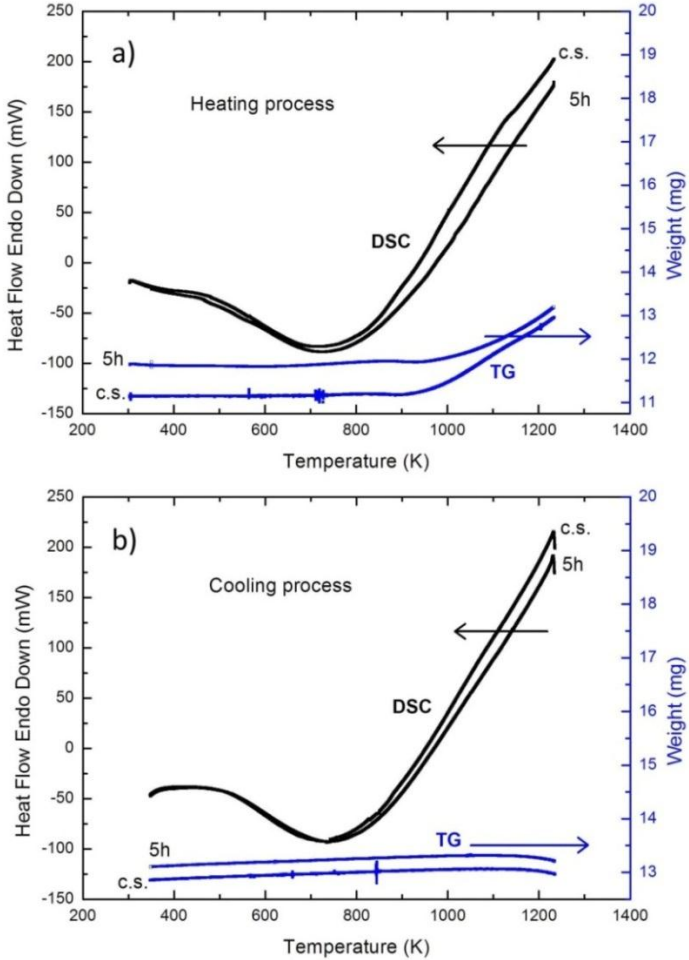 a)
Heating process
c.s.
5h
DSC
5h
c.s.
TG
250
200
150
100
50
0
-50
-100
-150
Heat Flow Endo Down (mW)
20
19
18
17
16
15
14
13
12
11
Weight (mg)
200 400 600 800 1000 1200 1400
Temperature (K)
b)
Cooling process
c.s.
5h
DSC
5h
TG
c.s.
250
200
150
100
50
0
-50
-100
-150
Heat Flow Endo Down (mW)
20
19
18
17
16
15
14
13
Weight (mg)
200 400 600 800 1000 1200 1400
Temperature (K)